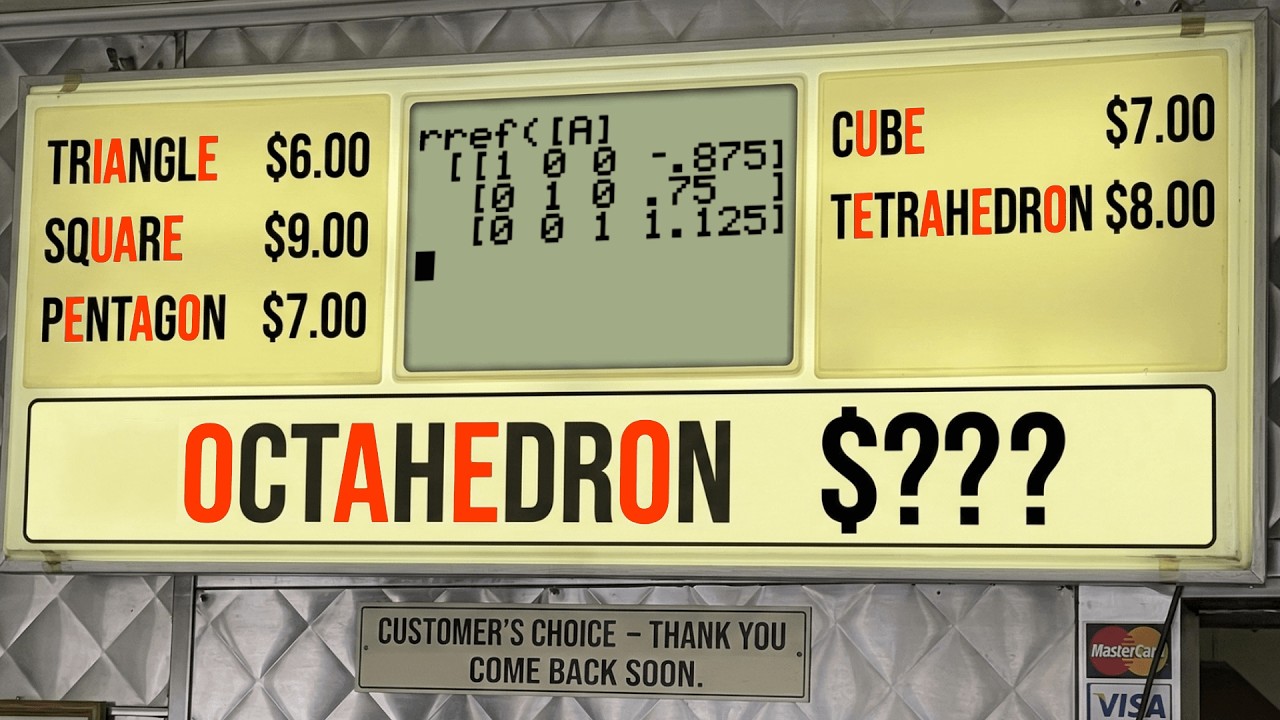 TRIANGLE $6.00
SQUARE $9.00
PENTAGON $7.00
rref([A]
[[1 0 0 -.875]
[0 1 0 .75 ]
[0 0 1 1.125]
CUBE $7.00
TETRAHEDRON $8.00
OCTAHEDRON $???
CUSTOMER'S CHOICE – THANK YOU
COME BACK SOON.
MasterCard
VISA